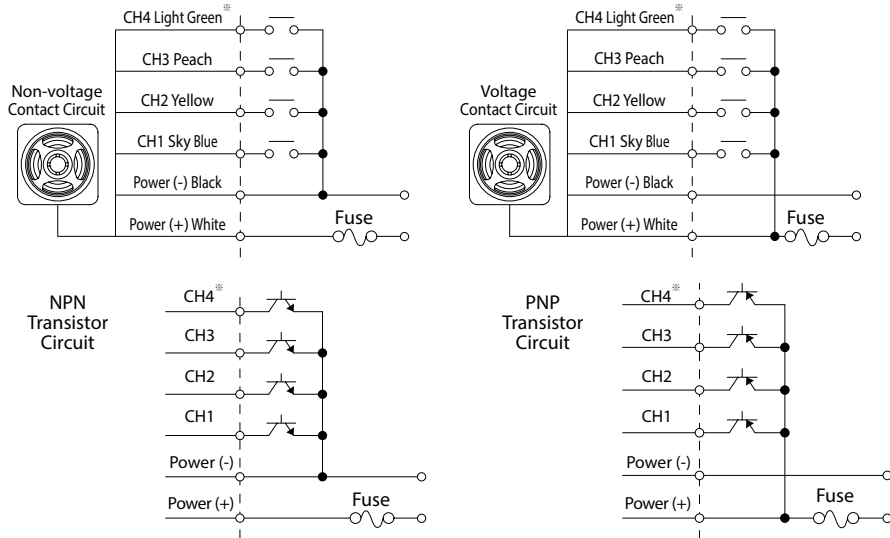 Non-voltage
Contact Circuit
CH4 Light Green※
CH3 Peach
CH2 Yellow
CH1 Sky Blue
Power (-) Black
Power (+) White
Fuse
Voltage
Contact Circuit
CH4 Light Green※
CH3 Peach
CH2 Yellow
CH1 Sky Blue
Power (-) Black
Power (+) White
Fuse
NPN
Transistor
Circuit
CH4※
CH3
CH2
CH1
Power (-)
Power (+)
Fuse
PNP
Transistor
Circuit
CH4※
CH3
CH2
CH1
Power (-)
Power (+)
Fuse